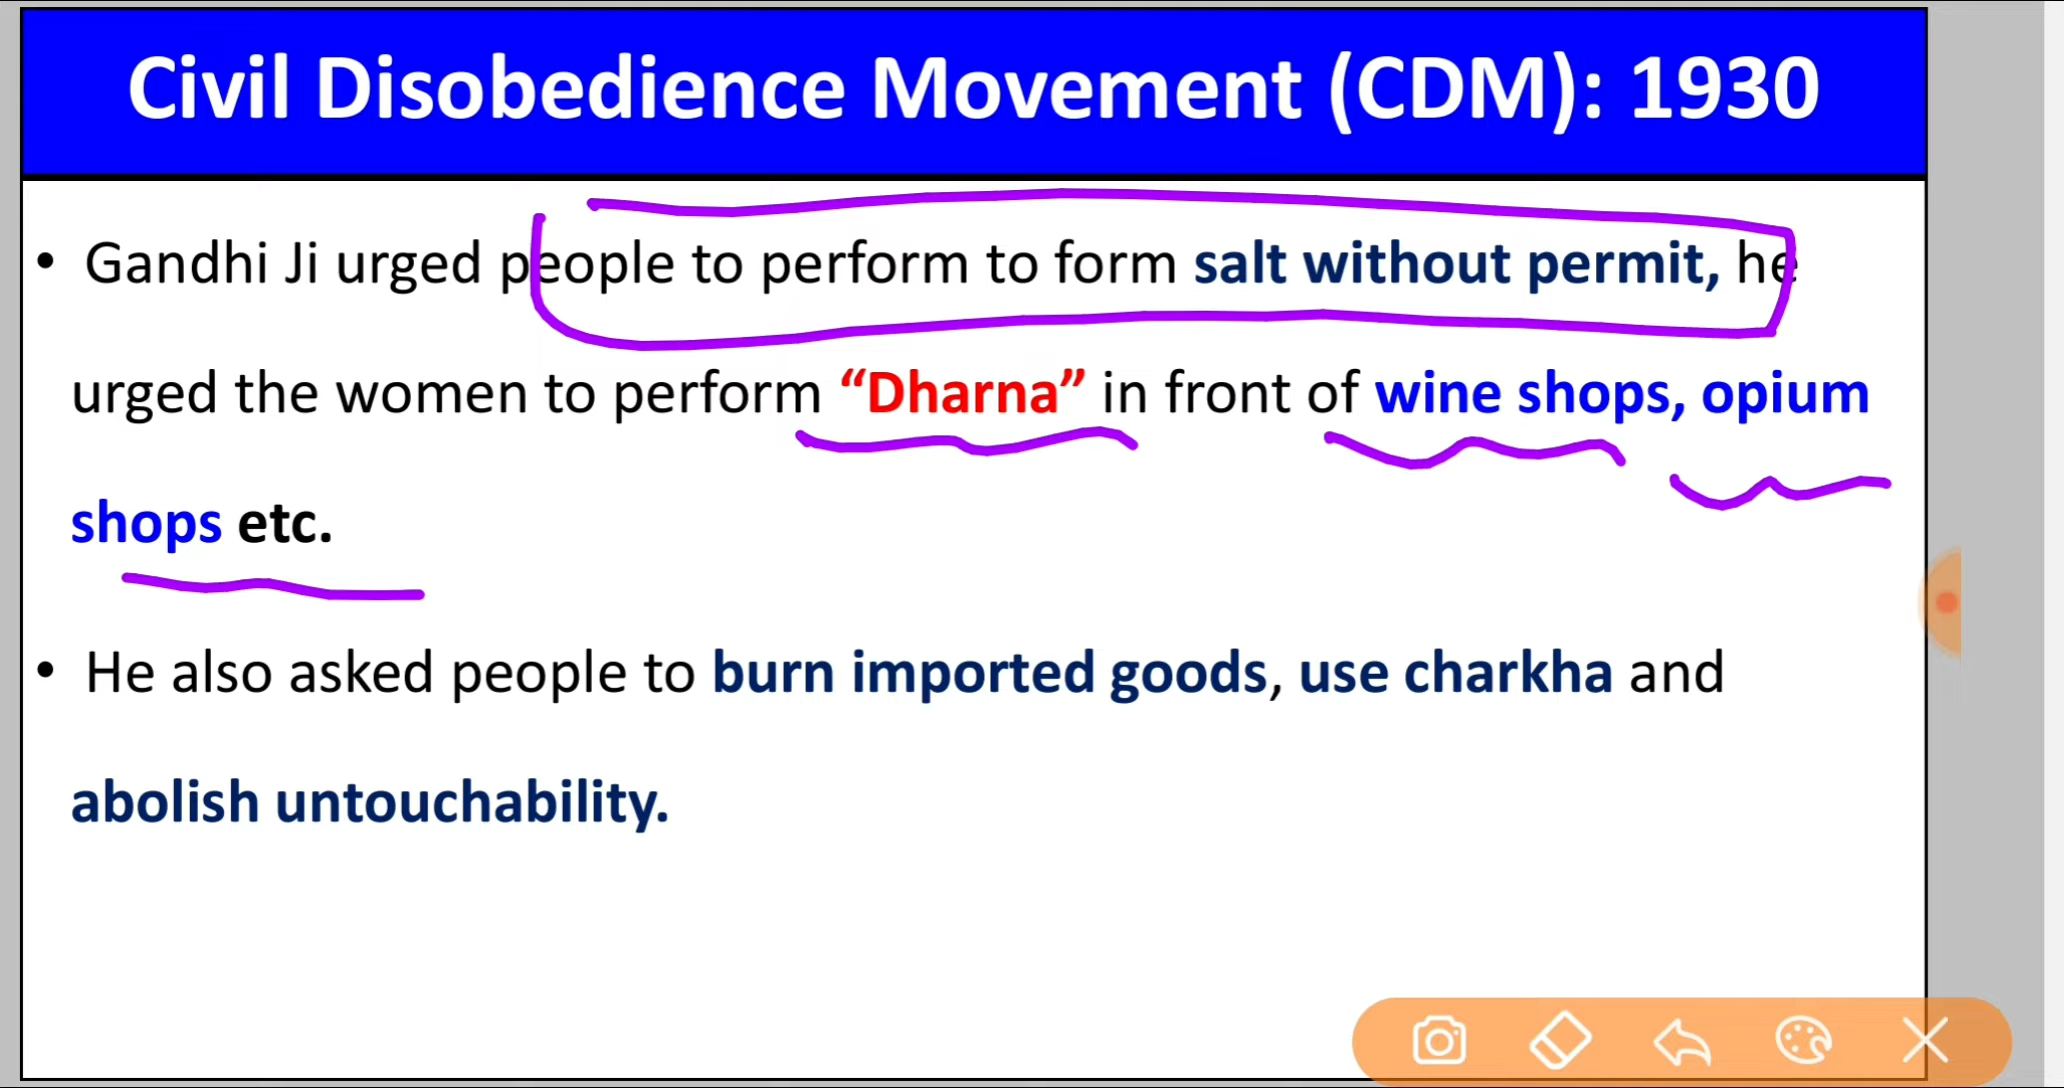 Civil Disobedience Movement (CDM): 1930
• Gandhi Ji urged people to perform to form salt without permit, he
urged the women to perform “Dharna” in front of wine shops, opium
shops etc.
• He also asked people to burn imported goods, use charkha and
abolish untouchability.